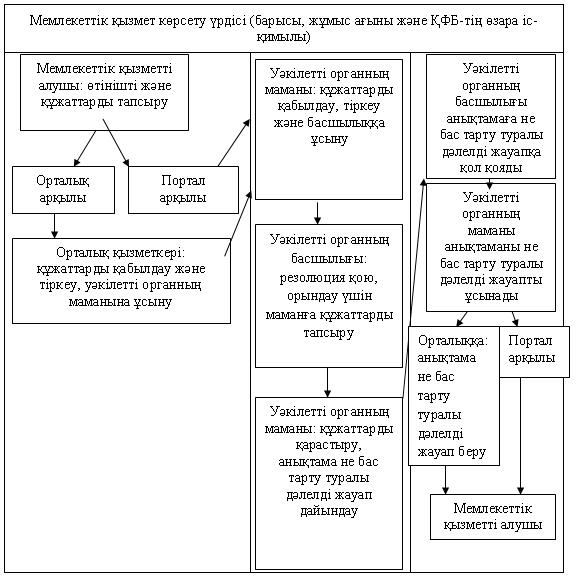 Мемлекеттік қызмет көрсету үрдісі (барысы, жұмыс ағыны және ҚФБ-тің өзара іс-
қимылы)
Мемлекеттік қызметті
алушы: өтінішті және
құжаттарды тапсыру
Орталық
арқылы
Портал
арқылы
Орталық қызметкері:
құжаттарды қабылдау және
тіркеу, уәкілетті органның
маманына ұсыну
Уәкілетті органның
маманы: құжаттарды
қабылдау, тіркеу
және басшылыққа
ұсыну
Уәкілетті органның
басшылығы:
резолюция қою,
орындау үшін
маманға құжаттарды
тапсыру
Уәкілетті органның
маманы: құжаттарды
қарастыру,
анықтама не бас
тарту туралы
дәлелді жауап
дайындау
Уәкілетті
органның
басшылығы
анықтамаға не
бас тарту туралы
дәлелді жауапқа
қол қояды
Уәкілетті
органның
маманы
анықтаманы не
бас тарту туралы
дәлелді жауапты
ұсынады
Орталыққа:
анықтама
не бас
тарту
туралы
дәлелді
жауап беру
Портал
арқылы
Мемлекеттік
қызметті алушы